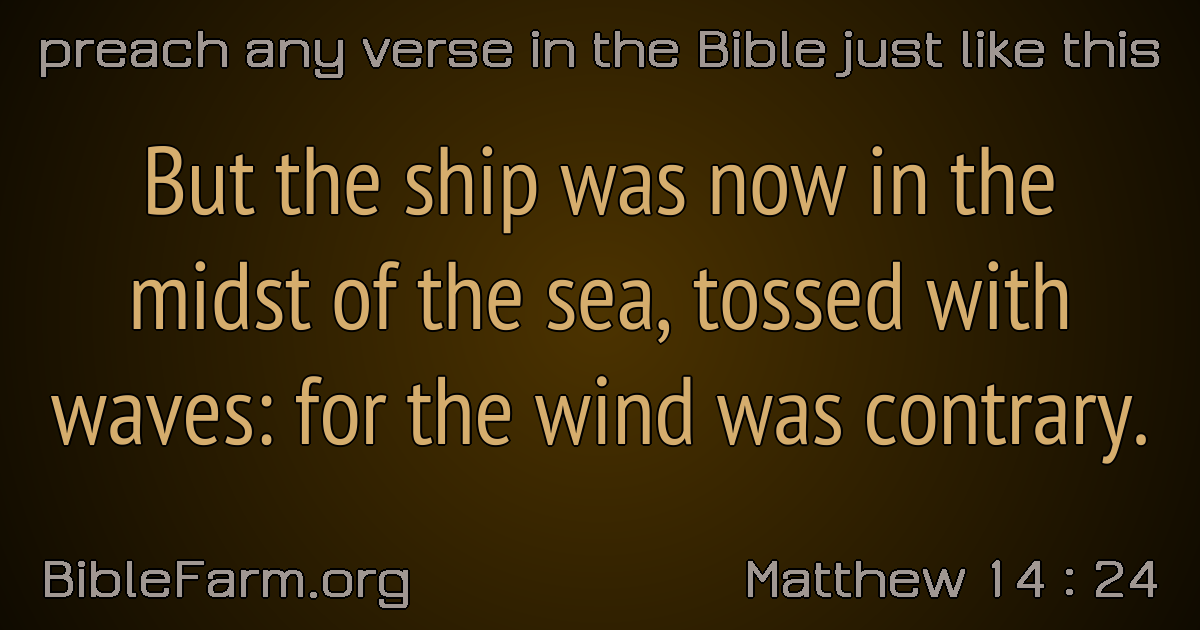 preach any verse in the Bible just like this
But the ship was now in the
midst of the sea, tossed with
waves: for the wind was contrary.
BibleFarm.org
Matthew 14 : 24